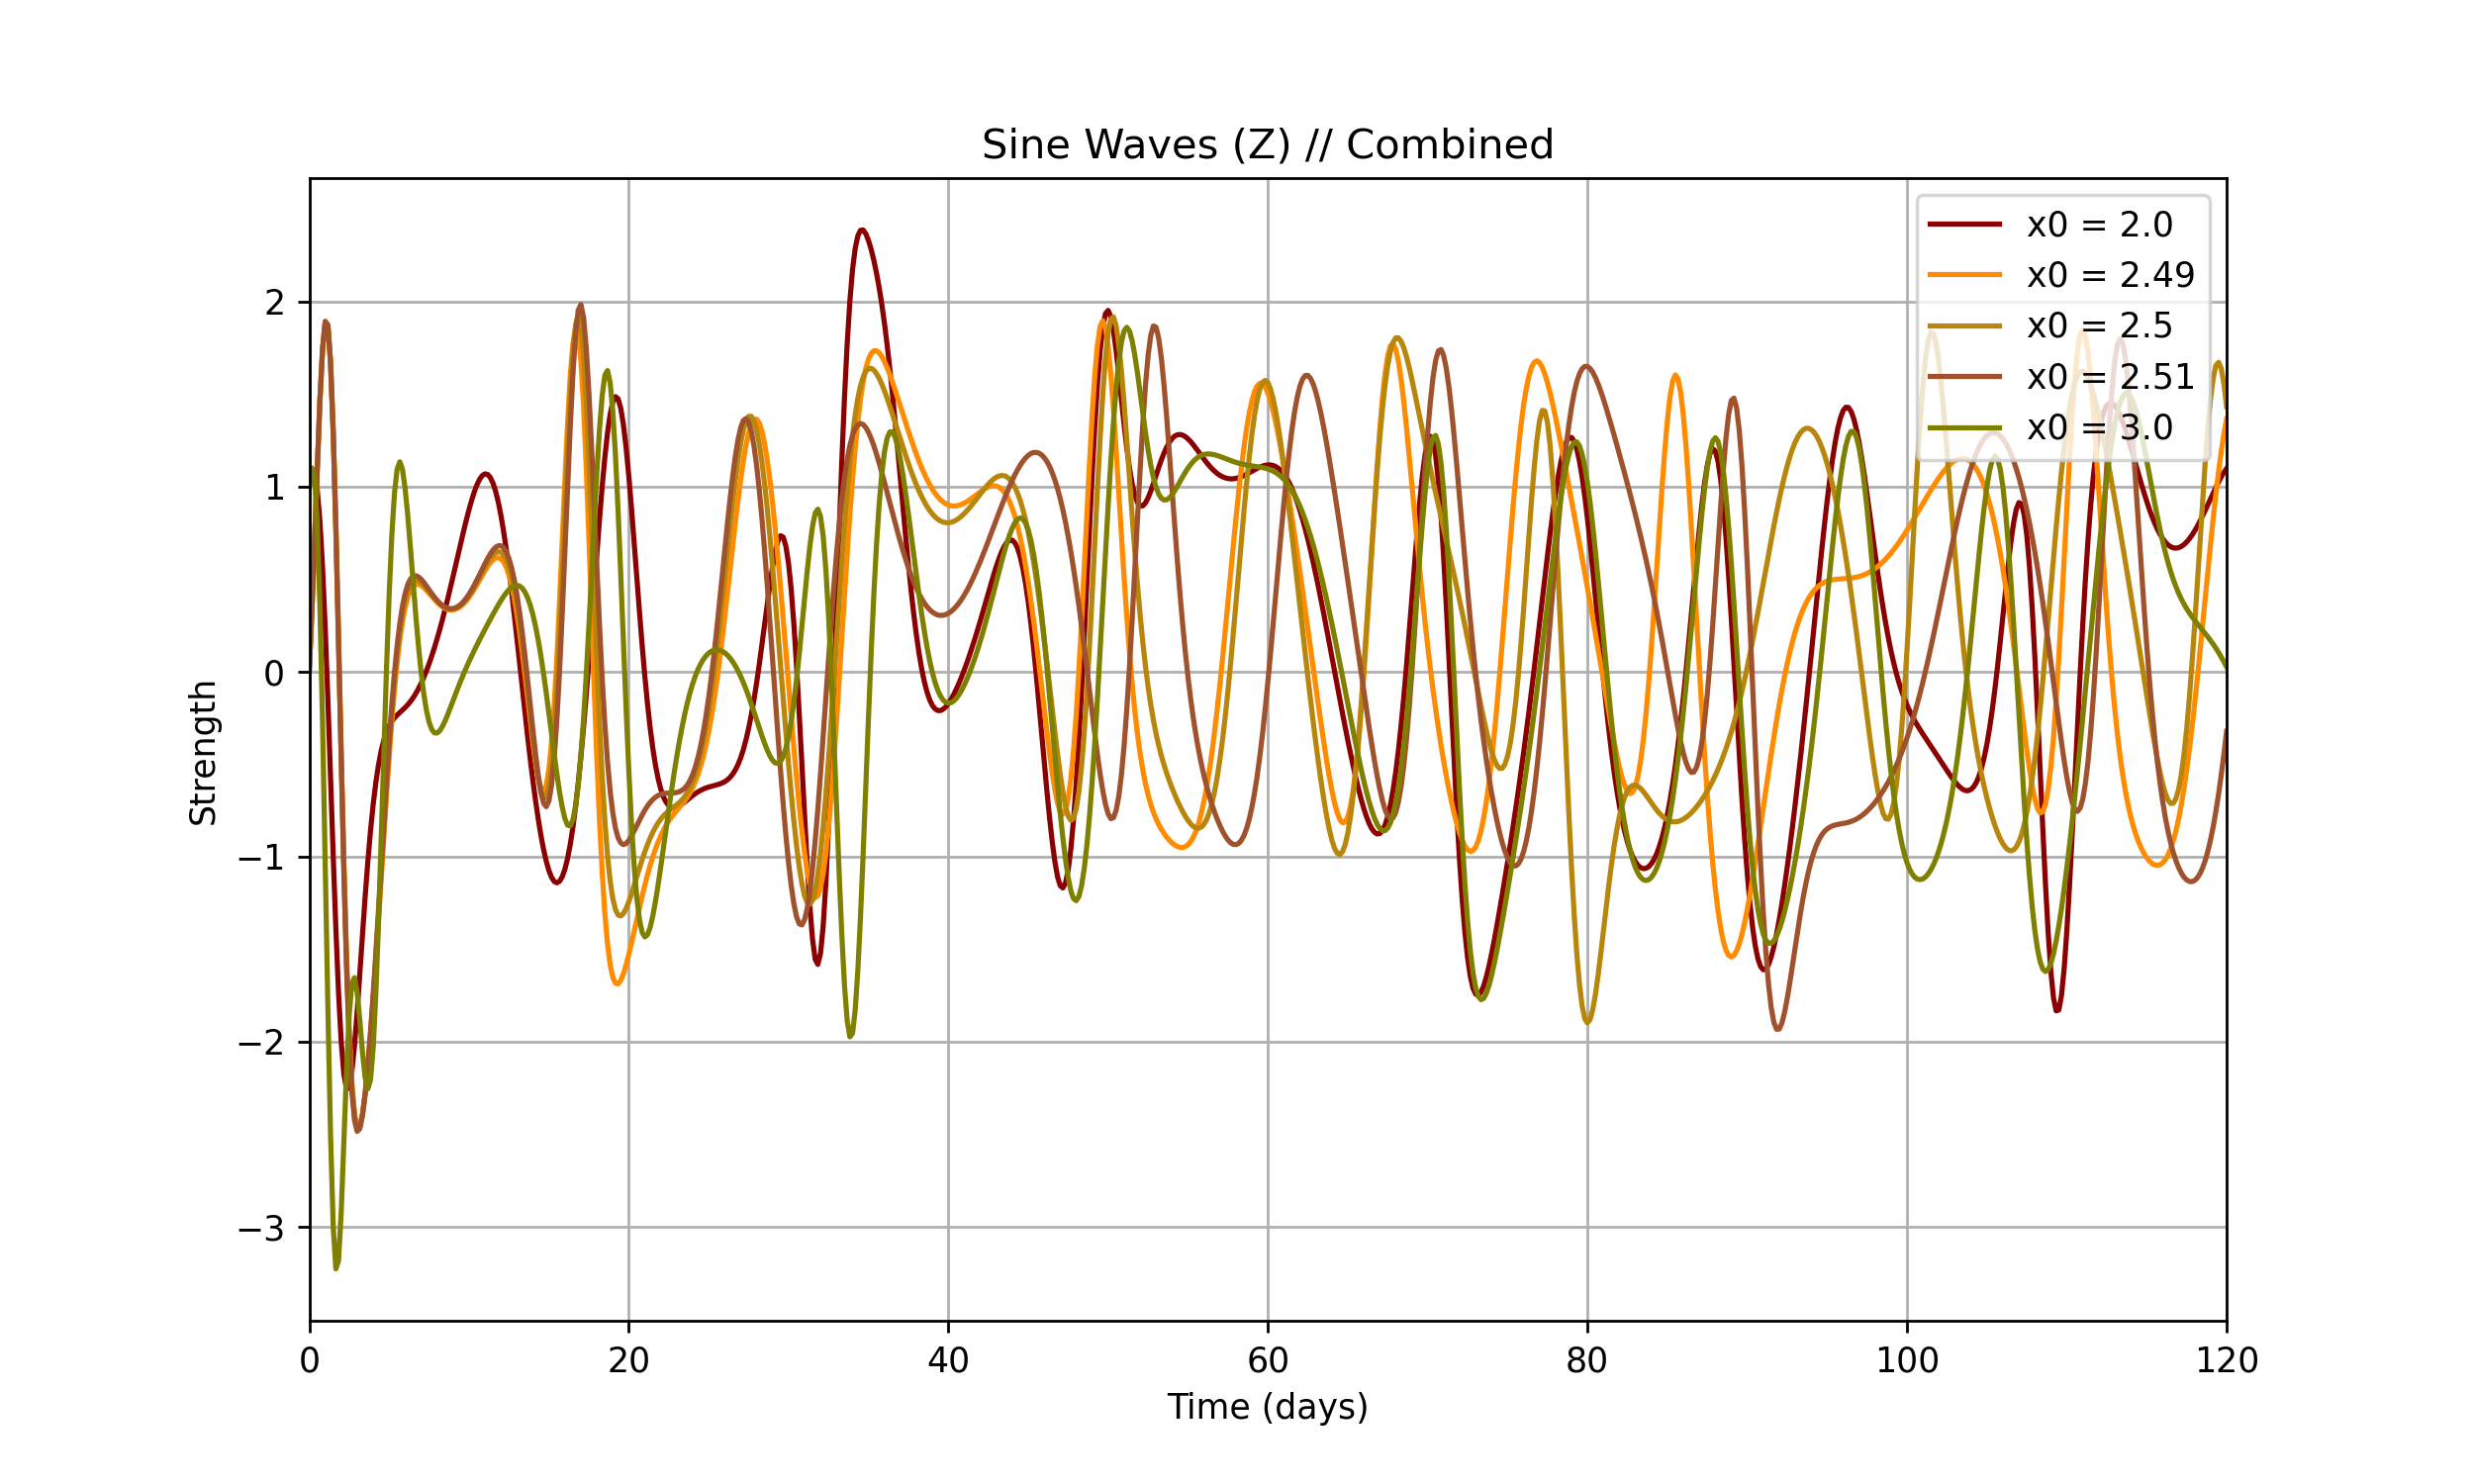 Sine Waves (Z) // Combined
x0 = 2.0
x0 = 2.49
x0 = 2.5
x0 = 2.51
x0 = 3.0
Strength
2
1
0
−1
−2
−3
0 20 40 60 80 100 120
Time (days)